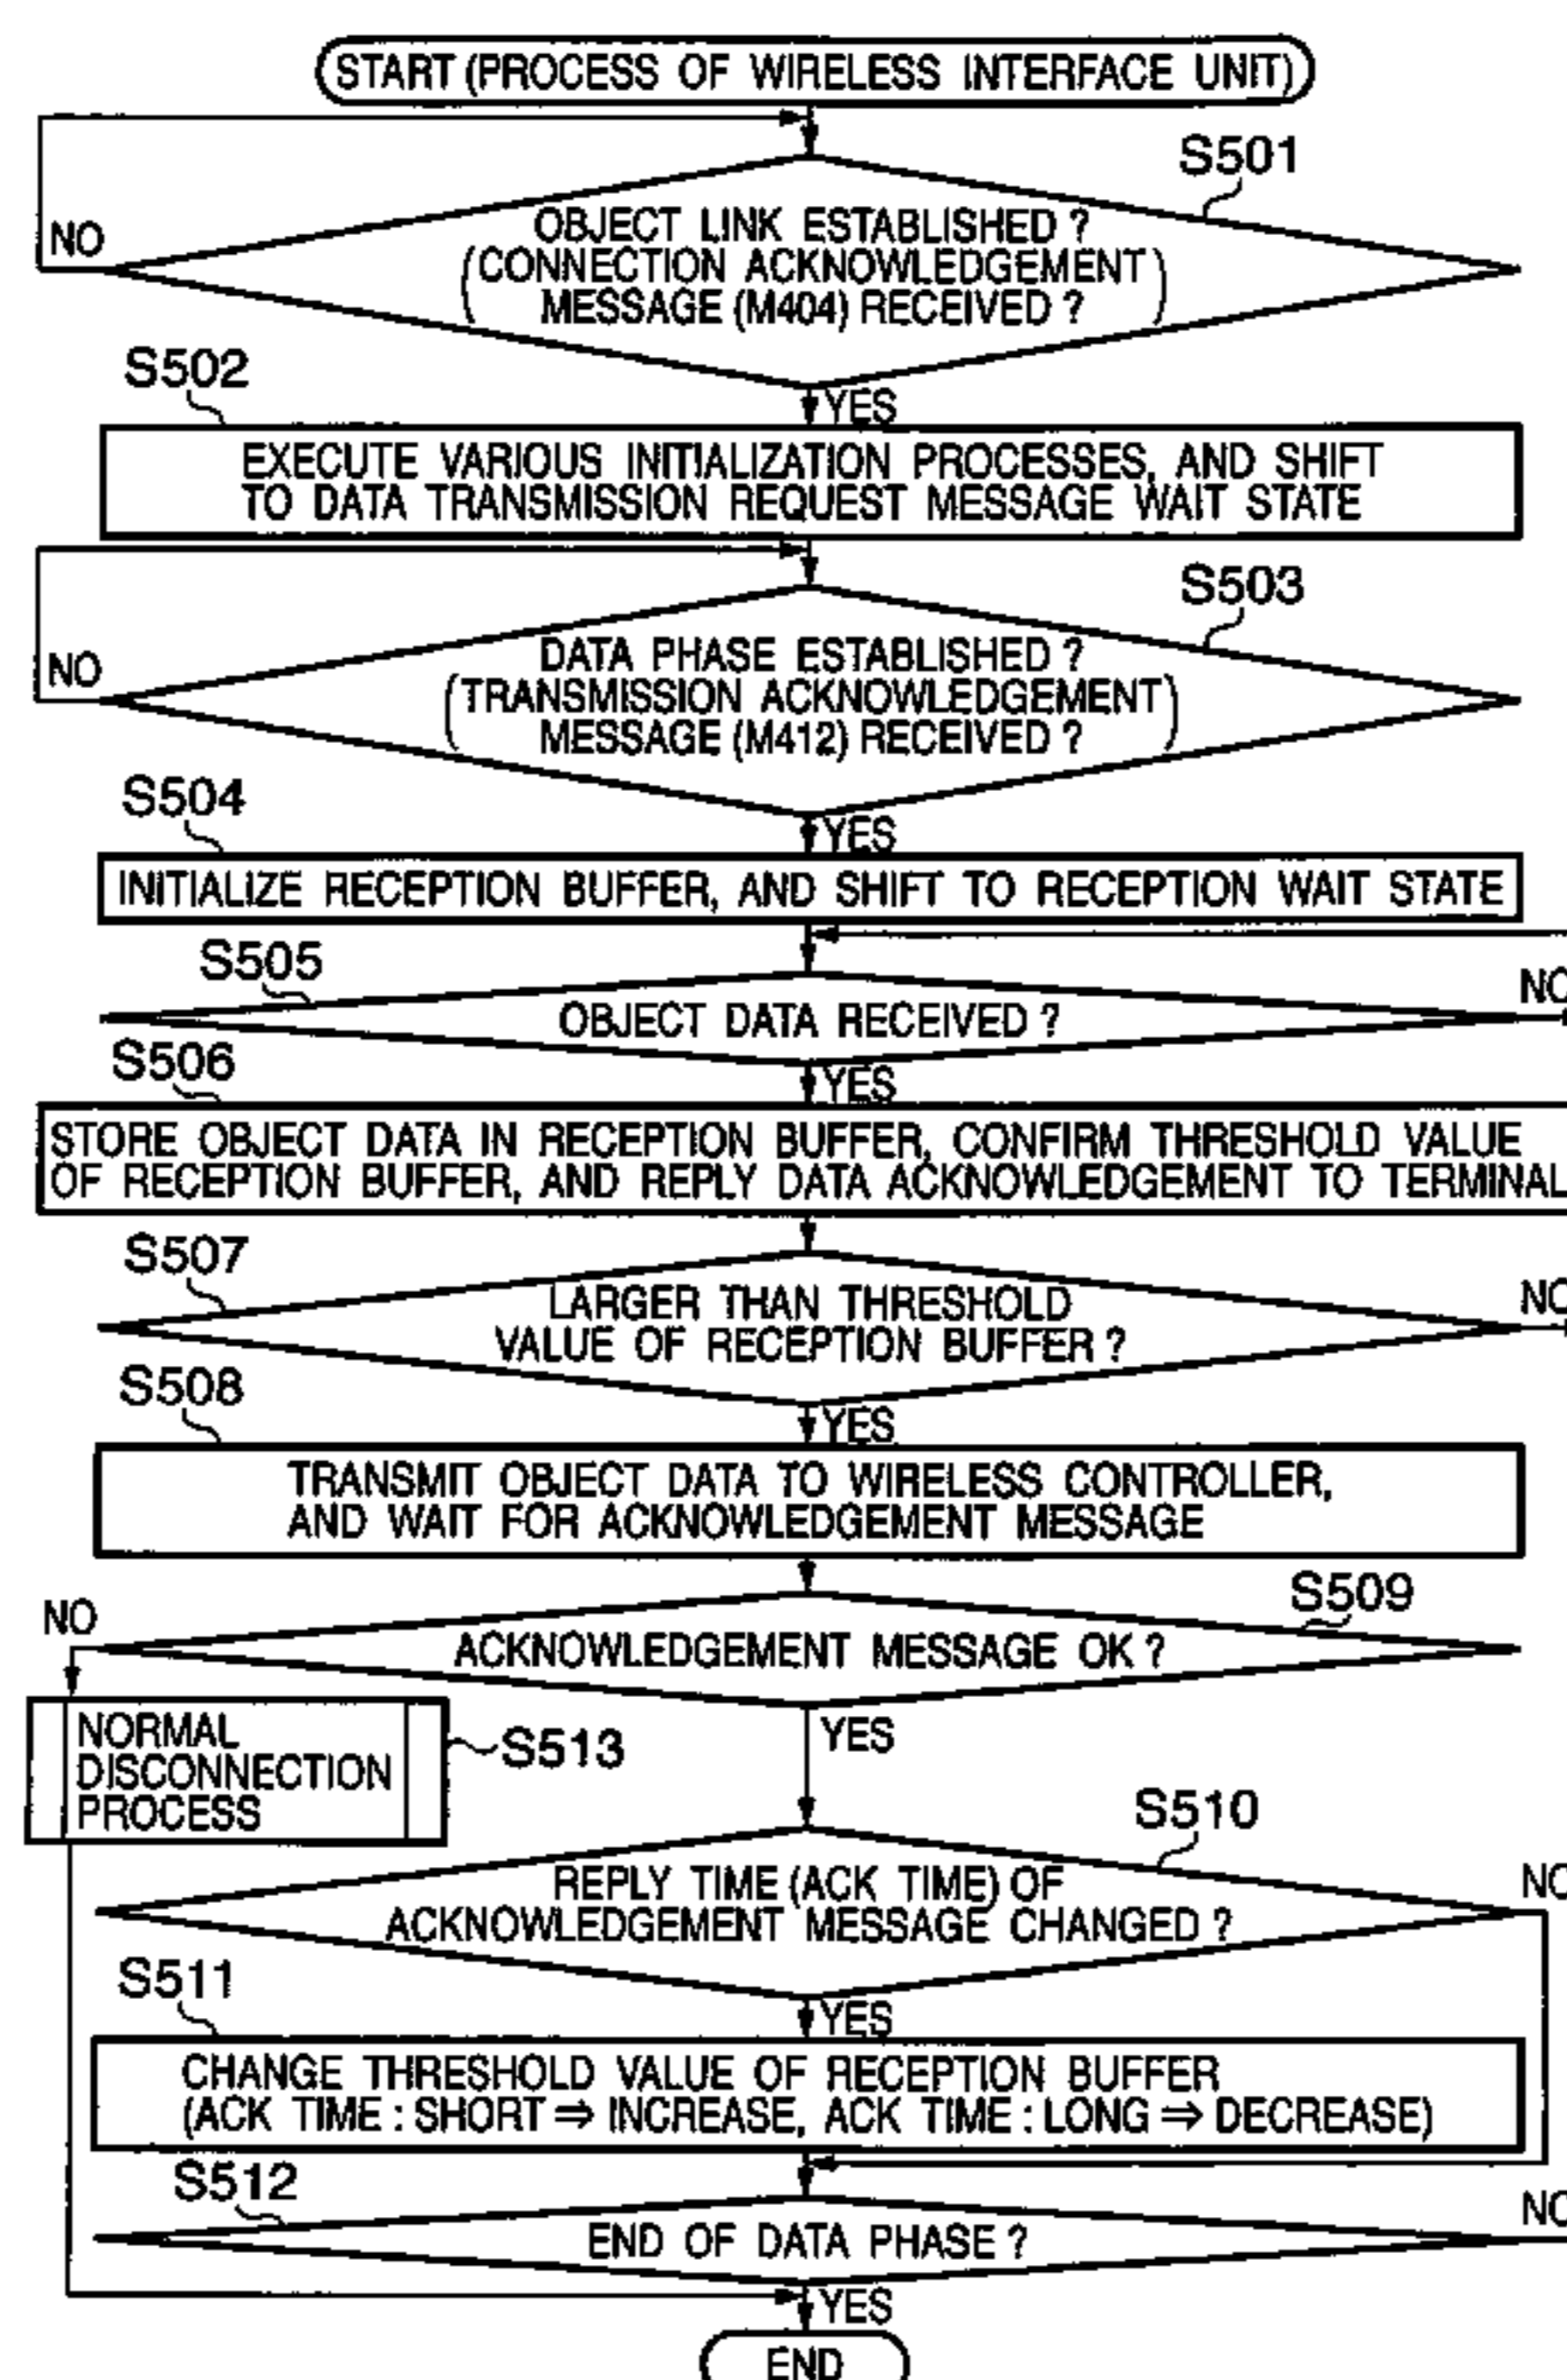 START (PROCESS OF WIRELESS INTERFACE UNIT)
S501
NO
OBJECT LINK ESTABLISHED ?
(CONNECTION ACKNOWLEDGEMENT
MESSAGE (M404) RECEIVED ?)
S502
YES
EXECUTE VARIOUS INITIALIZATION PROCESSES, AND SHIFT
TO DATA TRANSMISSION REQUEST MESSAGE WAIT STATE
S503
NO
DATA PHASE ESTABLISHED ?
(TRANSMISSION ACKNOWLEDGEMENT
MESSAGE (M412) RECEIVED ?)
S504
YES
INITIALIZE RECEPTION BUFFER, AND SHIFT TO RECEPTION WAIT STATE
S505
NO
OBJECT DATA RECEIVED ?
S506
YES
STORE OBJECT DATA IN RECEPTION BUFFER, CONFIRM THRESHOLD VALUE
OF RECEPTION BUFFER, AND REPLY DATA ACKNOWLEDGEMENT TO TERMINAL
S507
NO
LARGER THAN THRESHOLD
VALUE OF RECEPTION BUFFER ?
S508
YES
TRANSMIT OBJECT DATA TO WIRELESS CONTROLLER,
AND WAIT FOR ACKNOWLEDGEMENT MESSAGE
S509
NO
ACKNOWLEDGEMENT MESSAGE OK ?
YES
NORMAL
DISCONNECTION
PROCESS
S513
S510
NO
REPLY TIME (ACK TIME) OF
ACKNOWLEDGEMENT MESSAGE CHANGED ?
S511
YES
CHANGE THRESHOLD VALUE OF RECEPTION BUFFER
(ACK TIME : SHORT ⇒ INCREASE, ACK TIME : LONG ⇒ DECREASE)
S512
NO
END OF DATA PHASE ?
YES
END